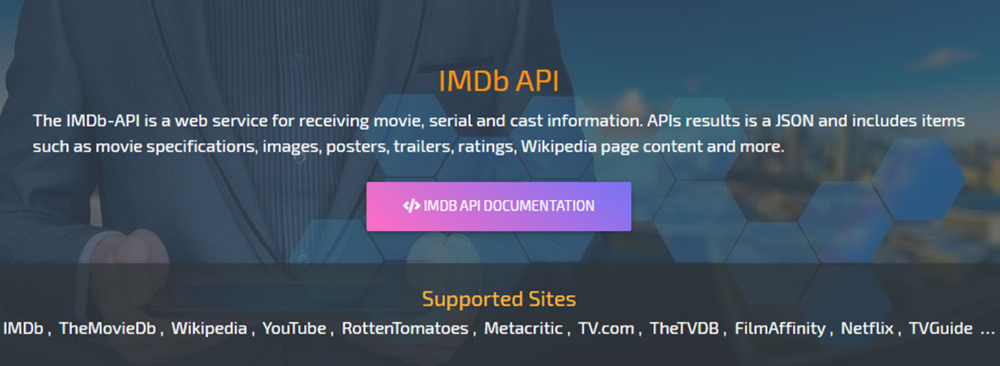 IMDb API
The IMDb-API is a web service for receiving movie, serial and cast information. APIs results is a JSON and includes items
such as movie specifications, images, posters, trailers, ratings, Wikipedia page content and more.
</> IMDB API DOCUMENTATION
Supported Sites
IMDb , TheMovieDb , Wikipedia , YouTube , RottenTomatoes , Metacritic , TV.com , TheTVDB , FilmAffinity , Netflix , TVGuide ...